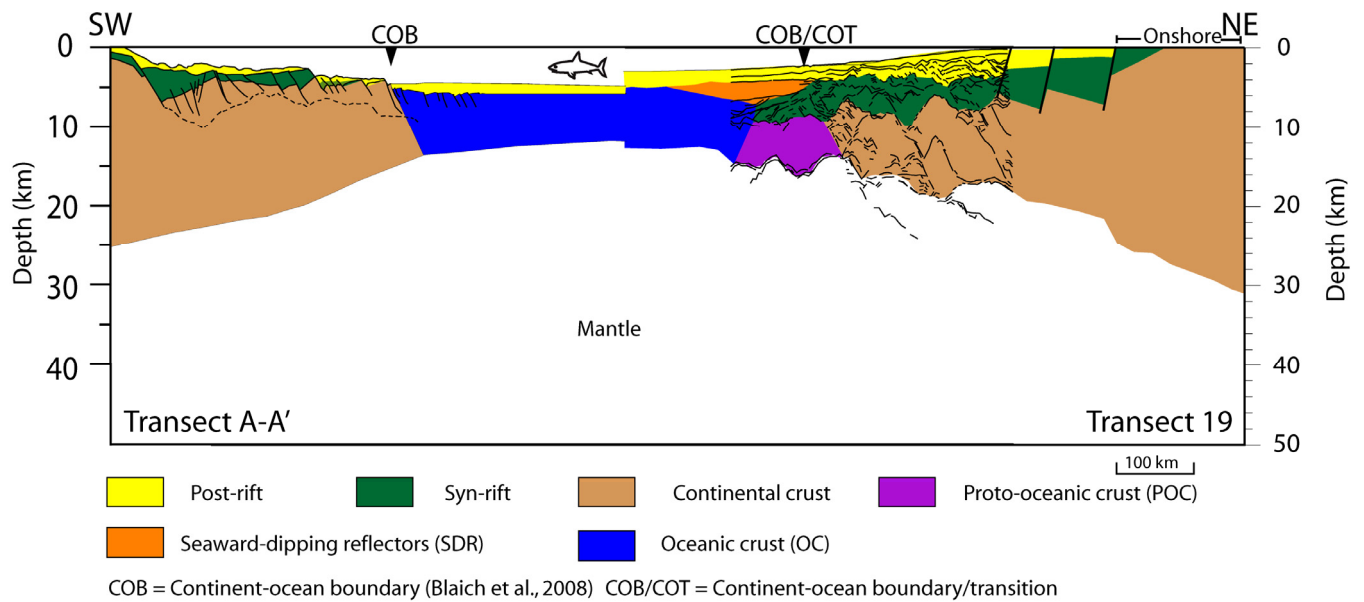 SW
NE
COB
COB/COT
Onshore
0
10
20
30
40
Depth (km)
0
10
20
30
40
50
Depth (km)
Mantle
Transect A-A’
Transect 19
100 km
Post-rift
Syn-rift
Continental crust
Proto-oceanic crust (POC)
Seaward-dipping reflectors (SDR)
Oceanic crust (OC)
COB = Continent-ocean boundary (Blaich et al., 2008) COB/COT = Continent-ocean boundary/transition